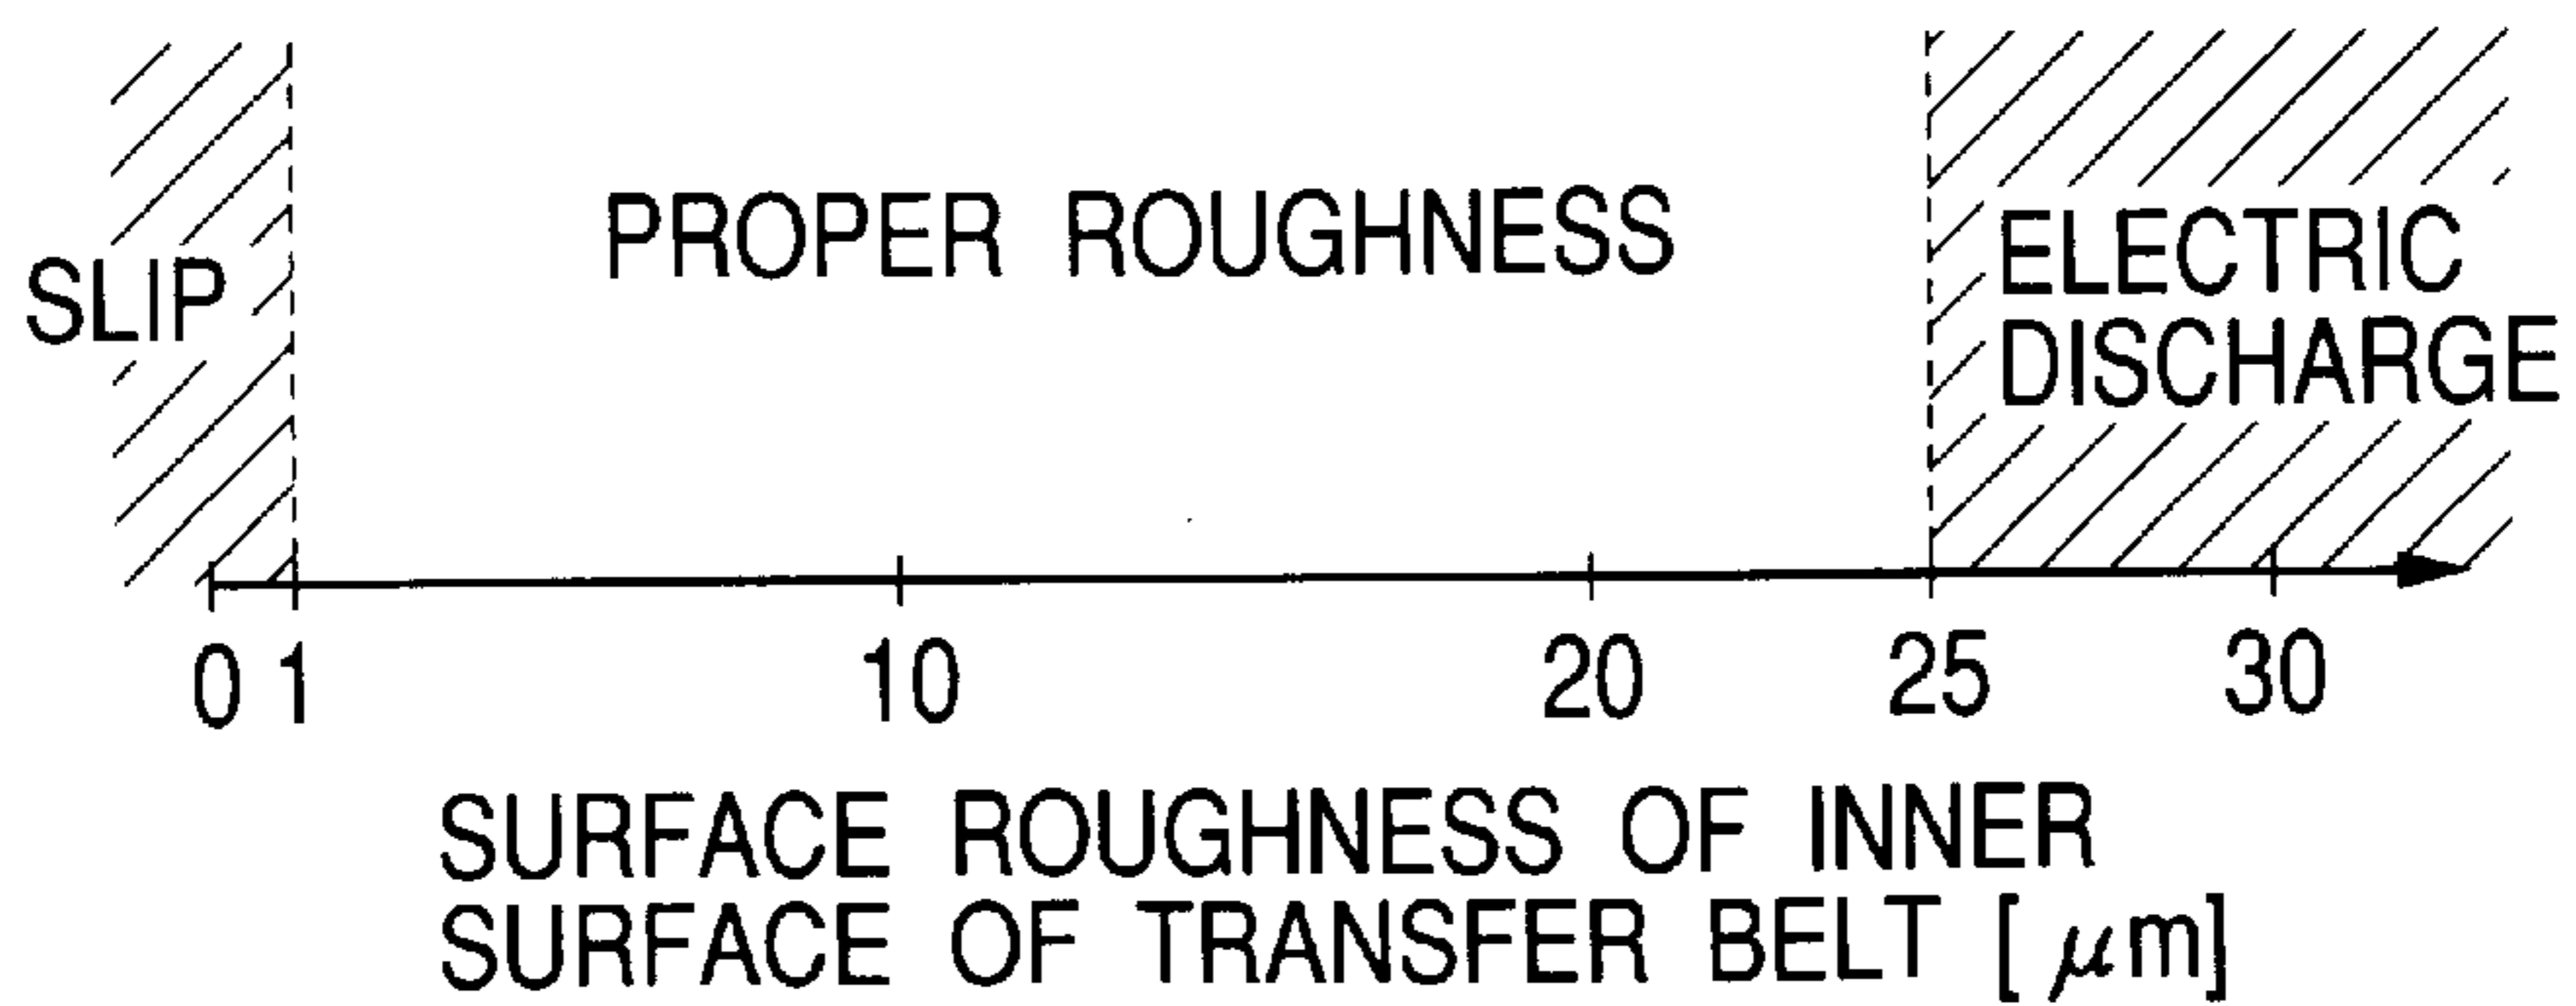 PROPER ROUGHNESS
SLIP
ELECTRIC
DISCHARGE
0 1 10 20 25 30
SURFACE ROUGHNESS OF INNER
SURFACE OF TRANSFER BELT [μm]